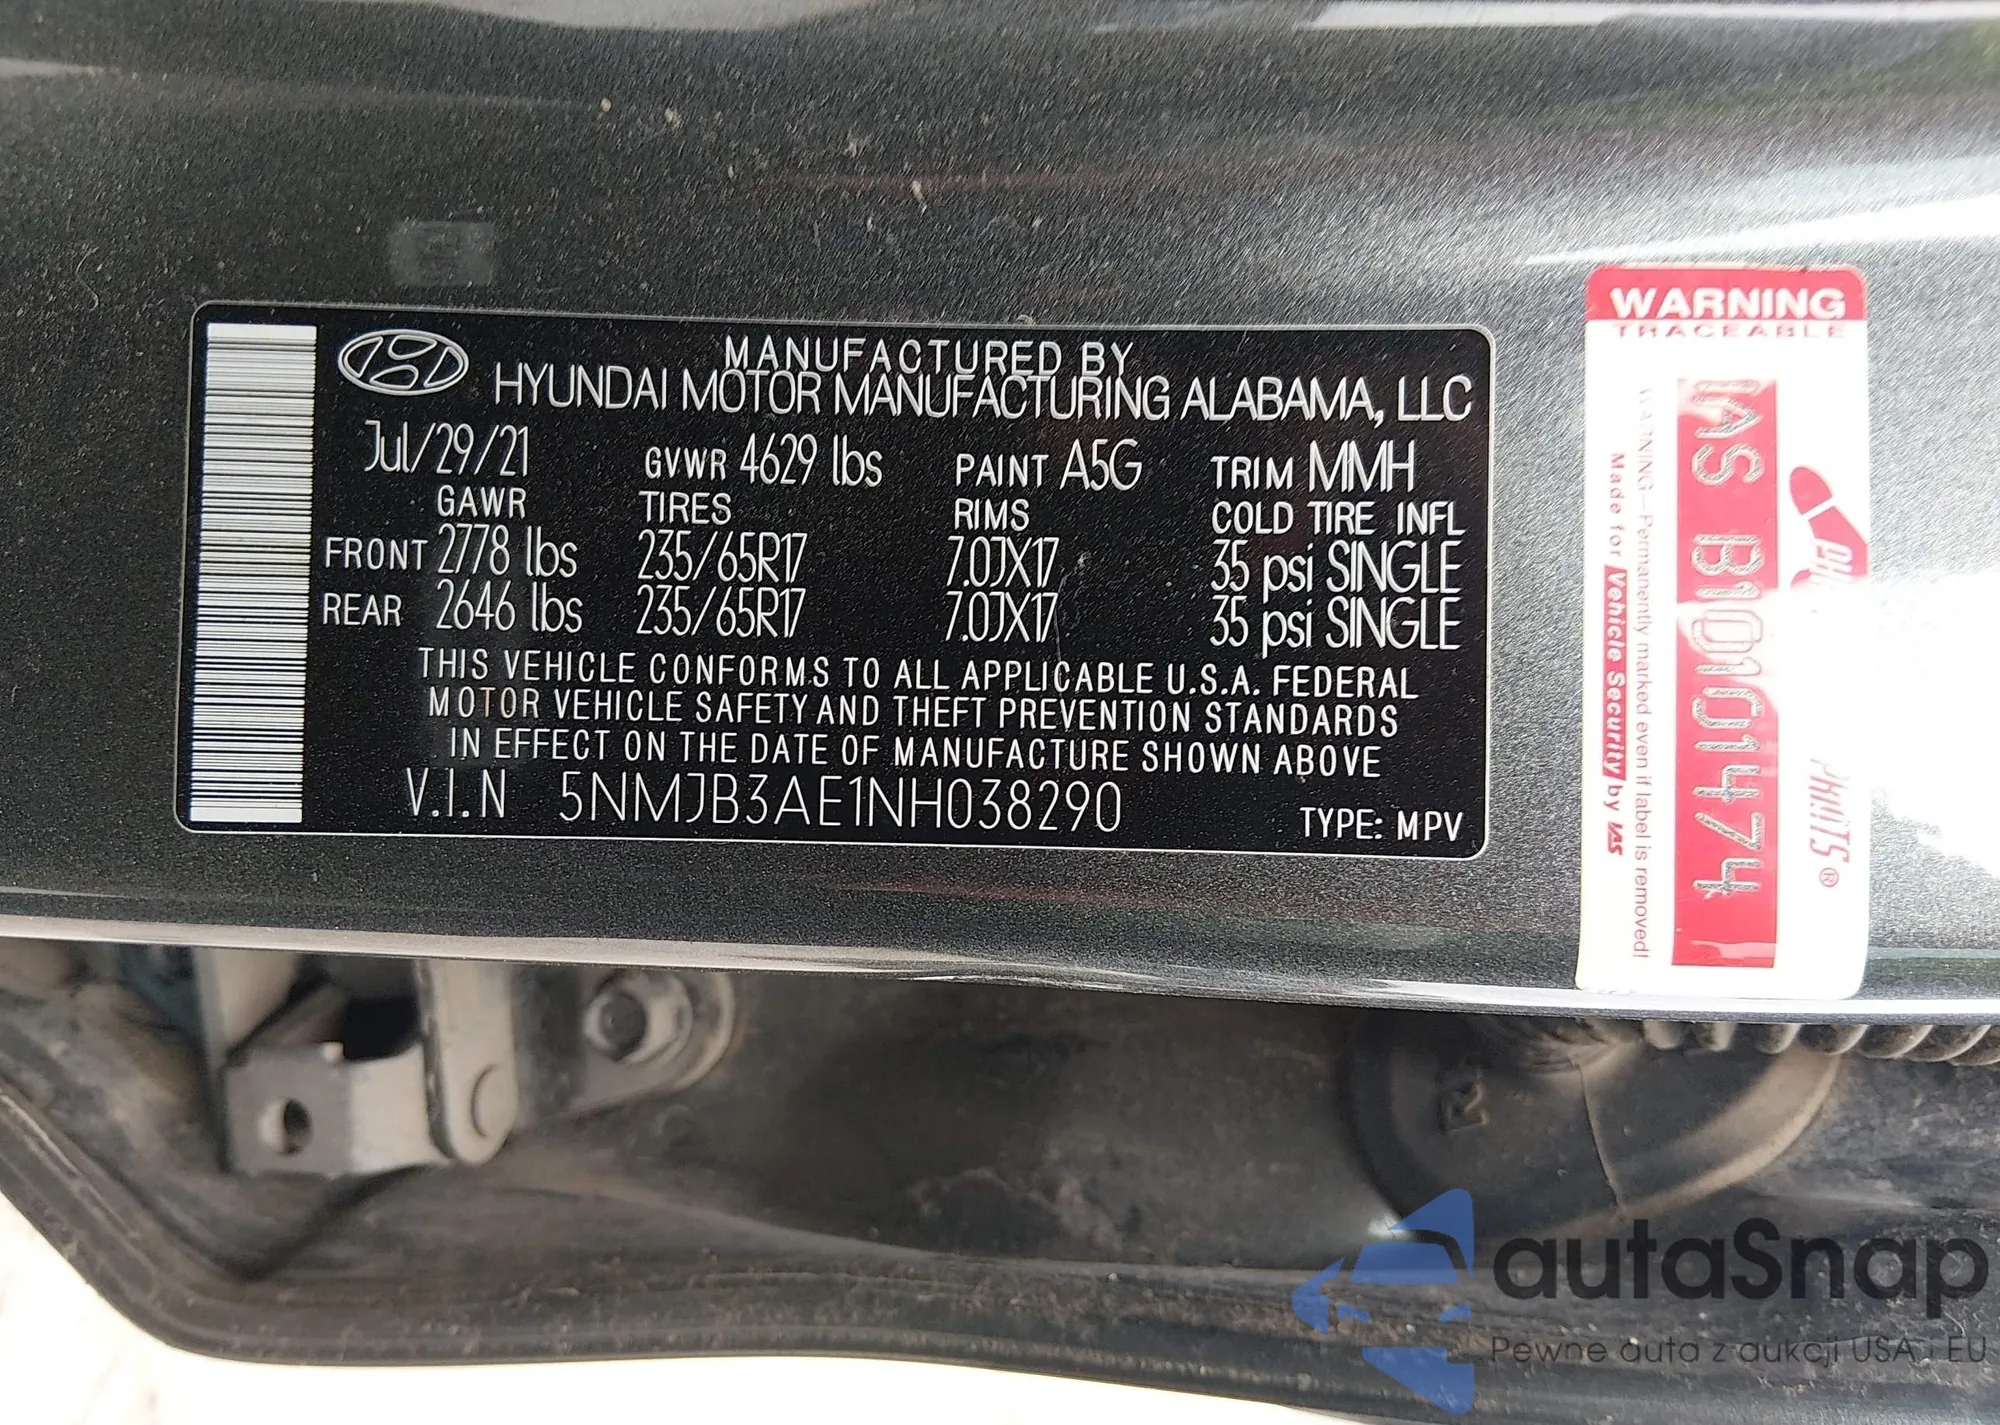 MANUFACTURED BY
HYUNDAI MOTOR MANUFACTURING ALABAMA, LLC
Jul/29/21 GVWR 4629 lbs PAINT A5G TRIM MMH
GAWR TIRES RIMS COLD TIRE INFL
FRONT 2778 lbs 235/65R17 7.0JX17 35 psi SINGLE
REAR 2646 lbs 235/65R17 7.0JX17 35 psi SINGLE
THIS VEHICLE CONFORMS TO ALL APPLICABLE U.S.A. FEDERAL
MOTOR VEHICLE SAFETY AND THEFT PREVENTION STANDARDS
IN EFFECT ON THE DATE OF MANUFACTURE SHOWN ABOVE
V.I.N 5NMJB3AE1NH038290 TYPE: MPV
WARNING
TRACEABLE
VAS B10101474
WARNING-Permanently marked even if label is removed!
Made for Vehicle Security by VAS
PRINTS®
R
autaSnap
Pewne auta z aukcji USA i EU